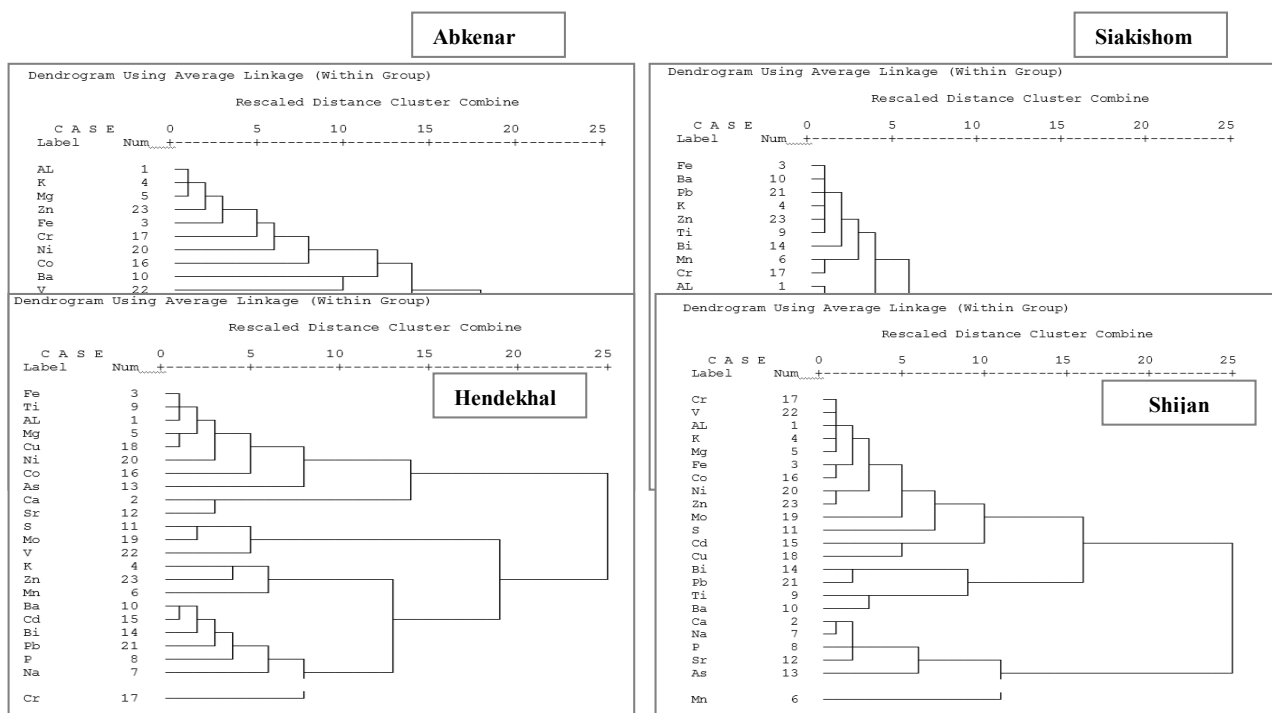 Abkenar
Dendrogram Using Average Linkage (Within Group)
Rescaled Distance Cluster Combine
C A S E 0 5 10 15 20 25
Label Num
AL 1
K 4
Mg 5
Zn 23
Fe 3
Cr 17
Ni 20
Co 16
Ba 10
V 22
Siakishom
Dendrogram Using Average Linkage (Within Group)
Rescaled Distance Cluster Combine
C A S E 0 5 10 15 20 25
Label Num
Fe 3
Ba 10
Pb 21
K 4
Zn 23
Ti 9
Bi 14
Mn 6
Cr 17
AL 1
Dendrogram Using Average Linkage (Within Group)
Rescaled Distance Cluster Combine
C A S E 0 5 10 15 20 25
Label Num
Hendekhal
Fe 3
Ti 9
AL 1
Mg 5
Cu 18
Ni 20
Co 16
As 13
Ca 2
Sr 12
S 11
Mo 19
V 22
K 4
Zn 23
Mn 6
Ba 10
Cd 15
Bi 14
Pb 21
P 8
Na 7
Cr 17
Dendrogram Using Average Linkage (Within Group)
Rescaled Distance Cluster Combine
C A S E 0 5 10 15 20 25
Label Num
Shijan
Cr 17
V 22
AL 1
K 4
Mg 5
Fe 3
Co 16
Ni 20
Zn 23
Mo 19
S 11
Cd 15
Cu 18
Bi 14
Pb 21
Ti 9
Ba 10
Ca 2
Na 7
P 8
Sr 12
As 13
Mn 6